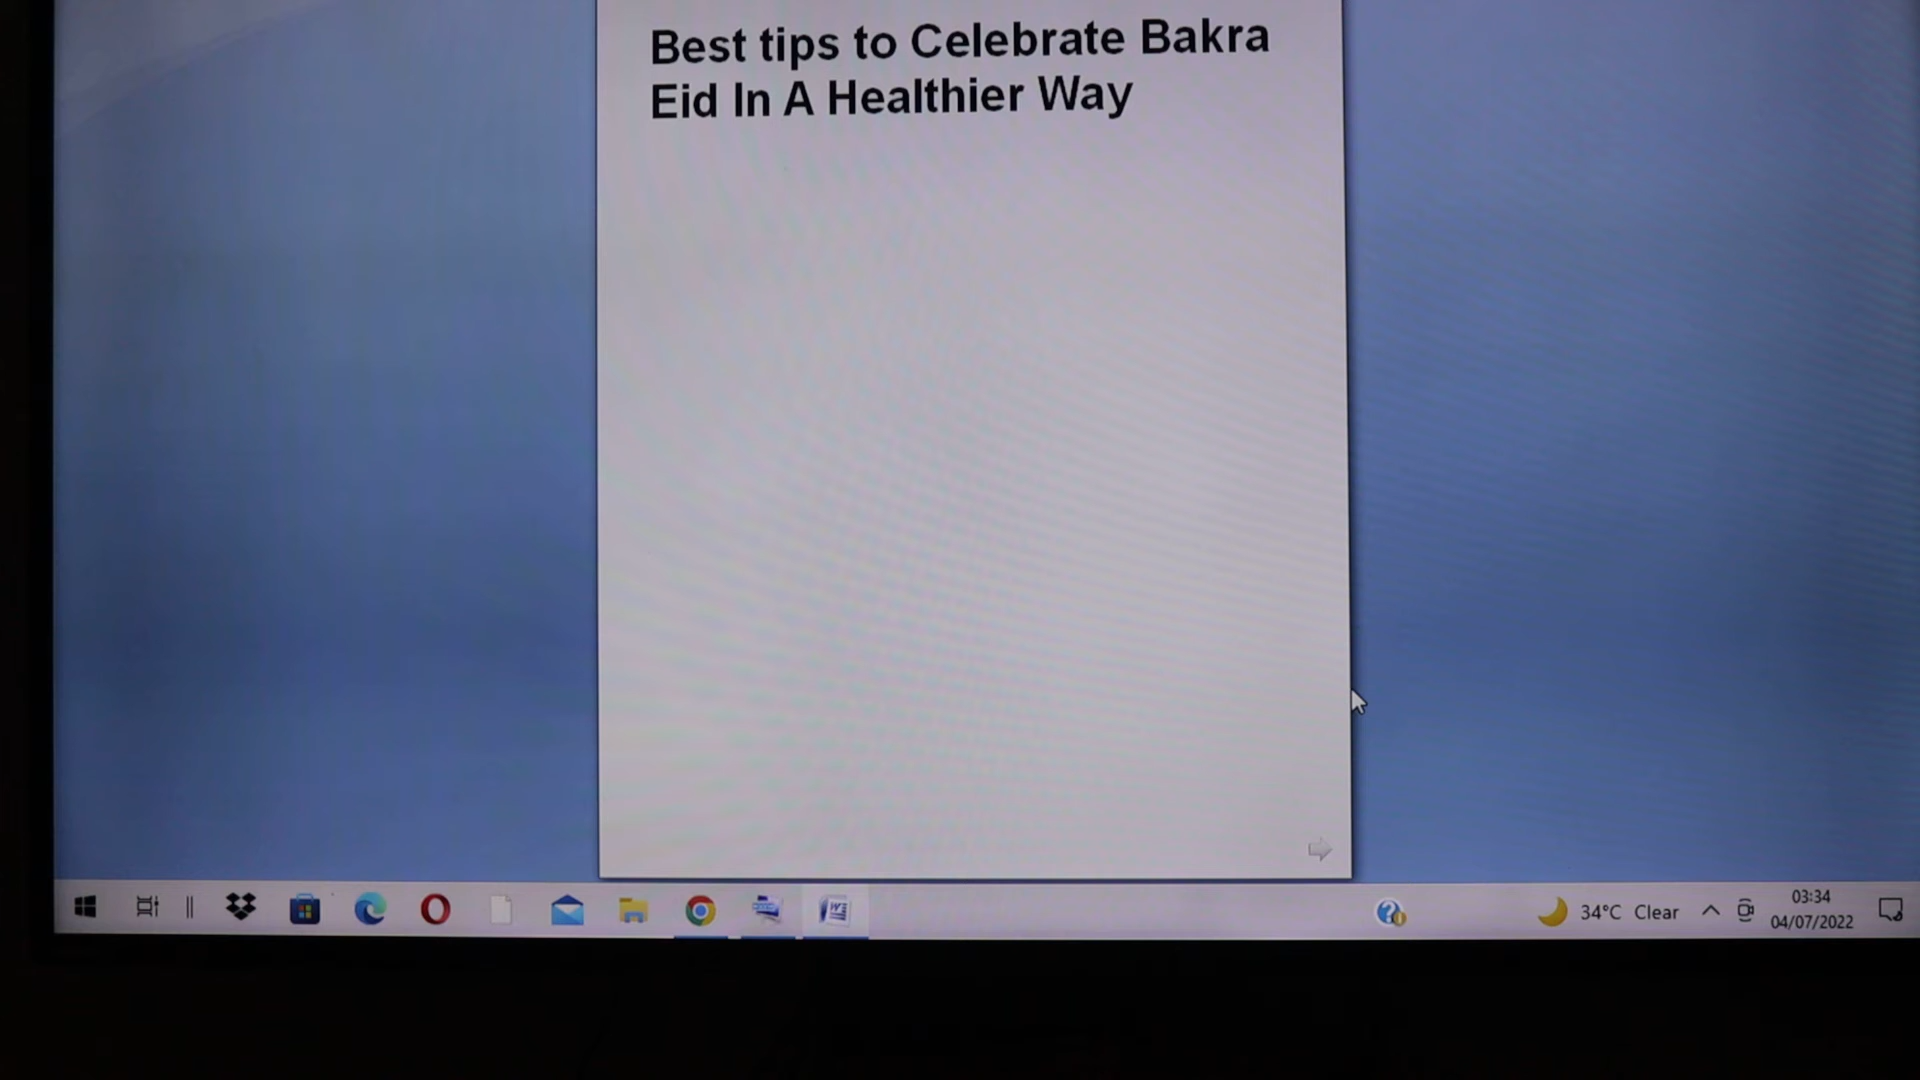 Best tips to Celebrate Bakra
Eid In A Healthier Way
34°C Clear
03:34
04/07/2022